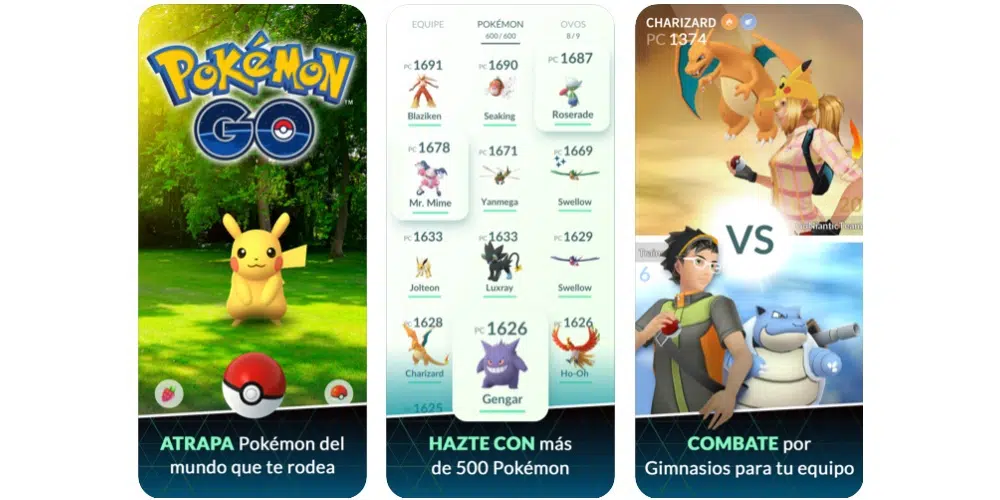 POKÉMON
GO
TM
ATRAPA Pokémon del
mundo que te rodea
EQUIPE
POKÉMON
OVOS
600/600
8/9
PC 1691
PC 1690
PC 1687
Blaziken
Seaking
Roserade
PC 1678
PC 1671
PC 1669
Mr. Mime
Yanmega
Swellow
PC 1633
PC 1633
PC 1629
Jolteon
Luxray
Swellow
PC 1628
PC 1626
PC 1626
Charizard
Gengar
Ho-Oh
PC 1625
HAZTE CON más
de 500 Pokémon
CHARIZARD
PC 1374
20
VS
6
COMBATE por
Gimnasios para tu equipo